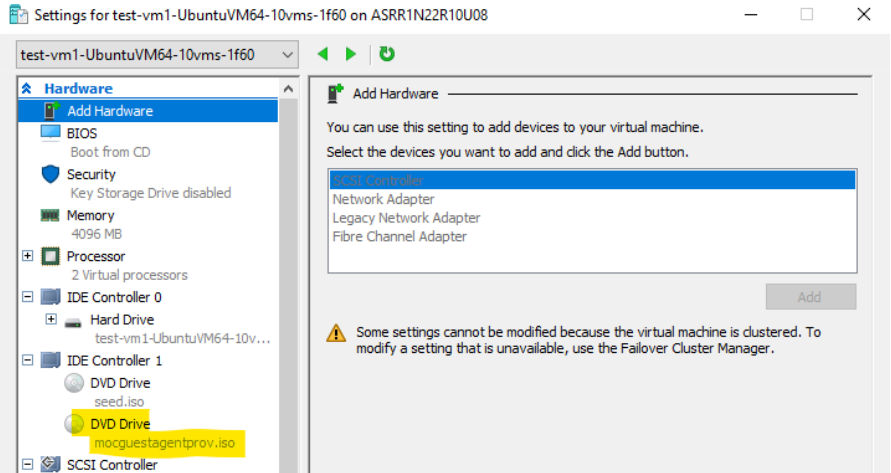 Settings for test-vm1-UbuntuVM64-10vms-1f60 on ASRR1N22R10U08
test-vm1-UbuntuVM64-10vms-1f60
Hardware
Add Hardware
BIOS
Boot from CD
Security
Key Storage Drive disabled
Memory
4096 MB
Processor
2 Virtual processors
IDE Controller 0
Hard Drive
test-vm1-UbuntuVM64-10v...
IDE Controller 1
DVD Drive
seed.iso
DVD Drive
mocguestagentprov.iso
SCSI Controller
Add Hardware
You can use this setting to add devices to your virtual machine.
Select the devices you want to add and click the Add button.
SCSI Controller
Network Adapter
Legacy Network Adapter
Fibre Channel Adapter
Add
Some settings cannot be modified because the virtual machine is clustered. To
modify a setting that is unavailable, use the Failover Cluster Manager.